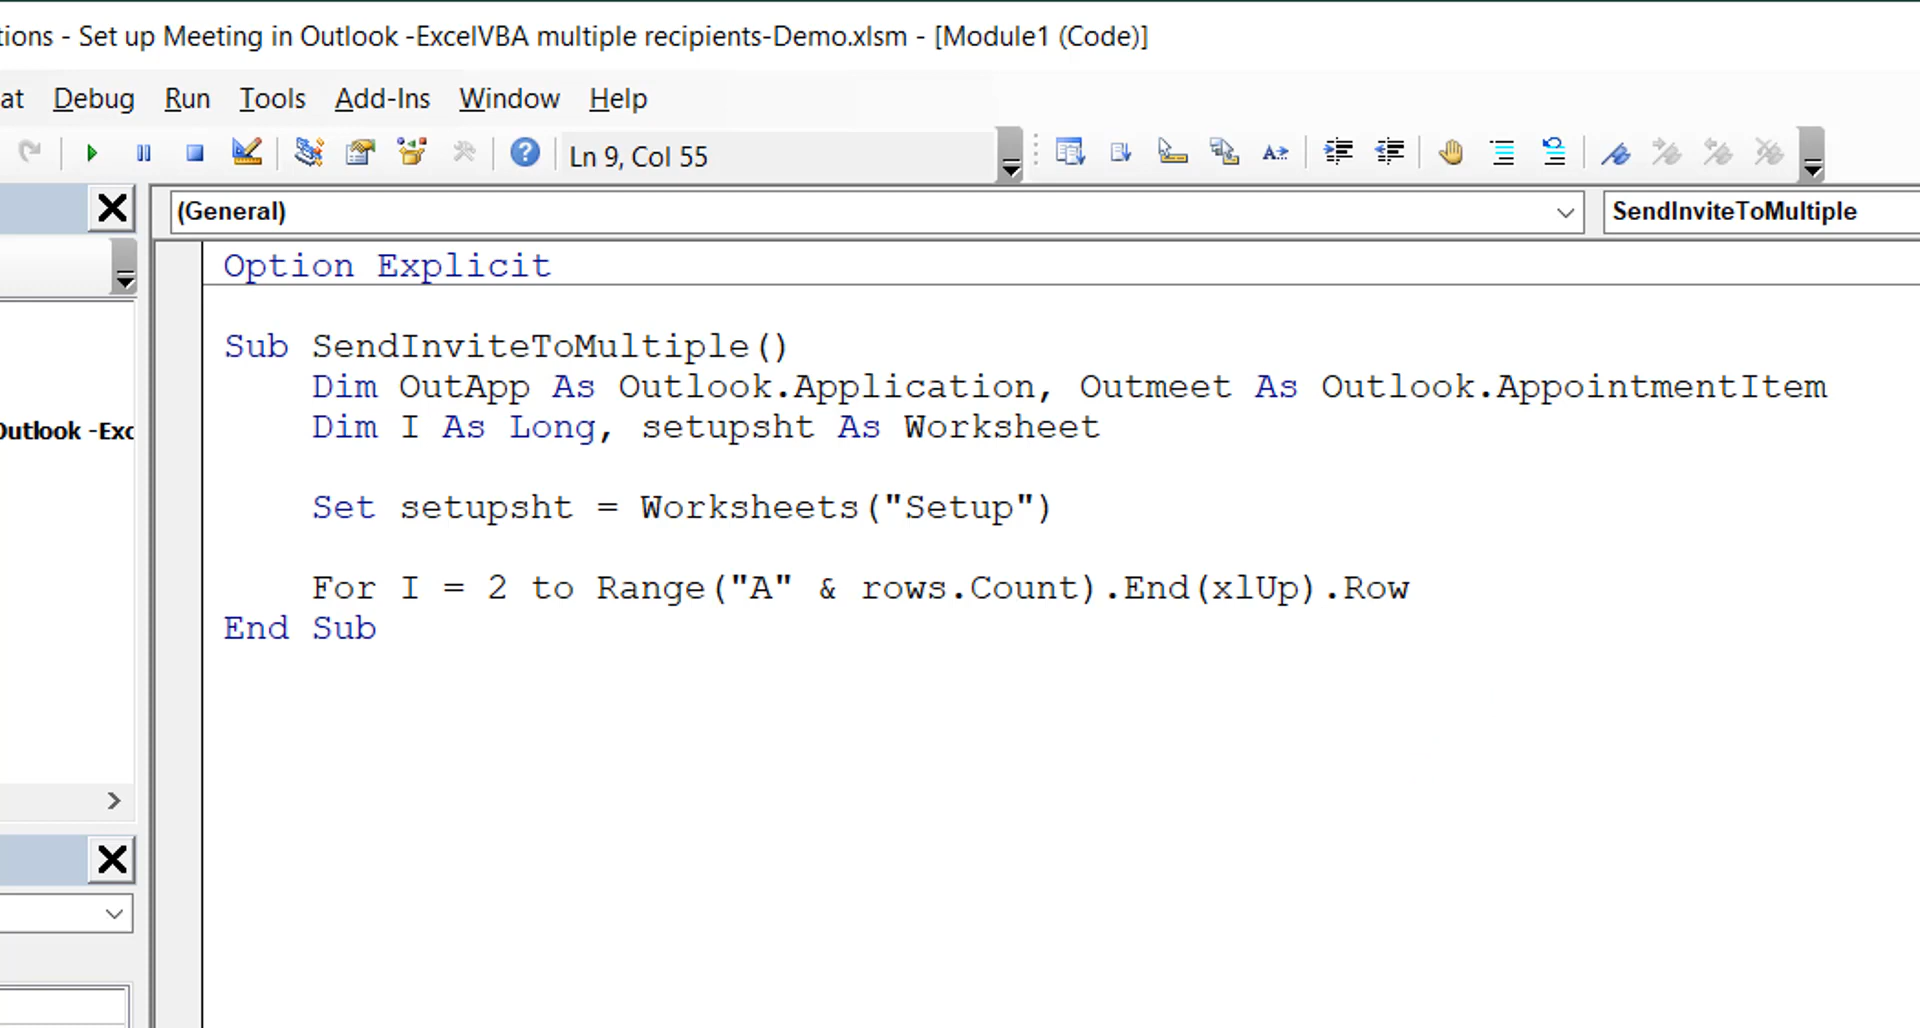 tions - Set up Meeting in Outlook -ExcelVBA multiple recipients-Demo.xlsm - [Module1 (Code)]
at Debug Run Tools Add-Ins Window Help
Ln 9, Col 55
(General)
SendInviteToMultiple
Option Explicit
Sub SendInviteToMultiple()
Dim OutApp As Outlook.Application, Outmeet As Outlook.AppointmentItem
Dim I As Long, setupsht As Worksheet
Outlook -Exc
Set setupsht = Worksheets("Setup")
For I = 2 to Range("A" & rows.Count).End(xlUp).Row
End Sub